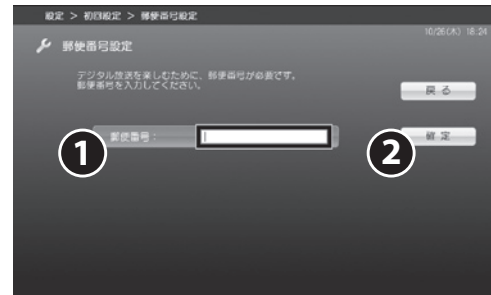 設定 > 初回設定 > 郵便番号設定
10/26(木) 18:24
郵便番号設定
デジタル放送を楽しむために、郵便番号が必要です。
郵便番号を入力してください。
戻る
1 郵便番号：
2 確定